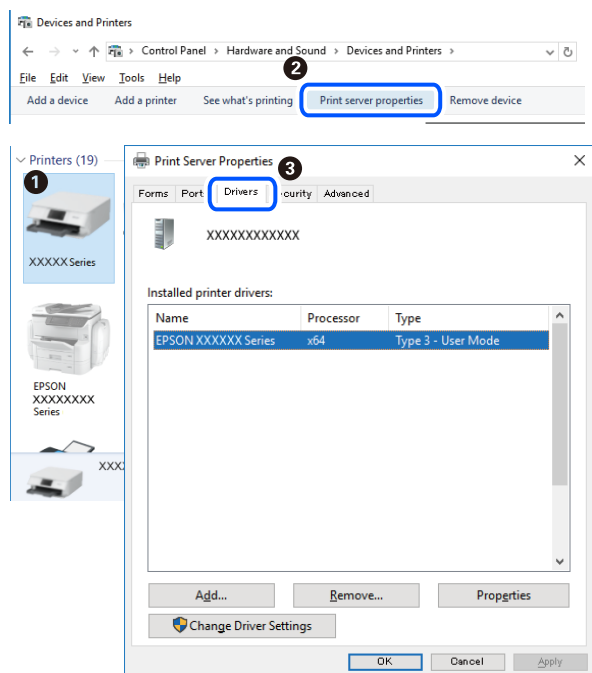 Devices and Printers
Control Panel > Hardware and Sound > Devices and Printers >
2
File Edit View Tools Help
Add a device Add a printer See what's printing Print server properties Remove device
Printers (19)
1
XXXXX Series
EPSON
XXXXXXXX
Series
XXX
Print Server Properties
3
Forms Port Drivers curity Advanced
XXXXXXXXXXXX
Installed printer drivers:
Name Processor Type
EPSON XXXXXX Series x64 Type 3 - User Mode
Add... Remove... Properties
Change Driver Settings
OK Cancel Apply